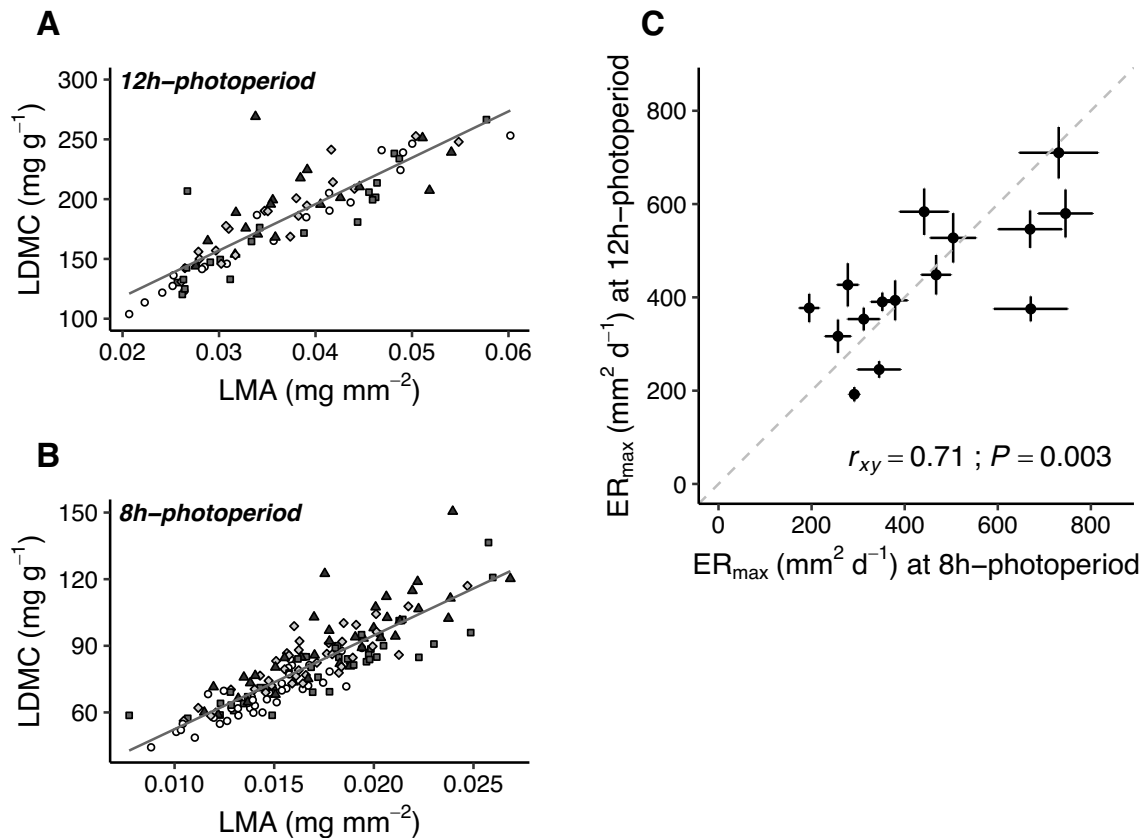 A
12h−photoperiod
300
250
200
150
100
LDMC (mg g⁻¹)
0.02 0.03 0.04 0.05 0.06
LMA (mg mm⁻²)
B
8h−photoperiod
150
120
90
60
LDMC (mg g⁻¹)
0.010 0.015 0.020 0.025
LMA (mg mm⁻²)
C
800
600
400
200
0
ERmax (mm² d⁻¹) at 12h−photoperiod
rxy = 0.71 ; P = 0.003
0 200 400 600 800
ERmax (mm² d⁻¹) at 8h−photoperiod